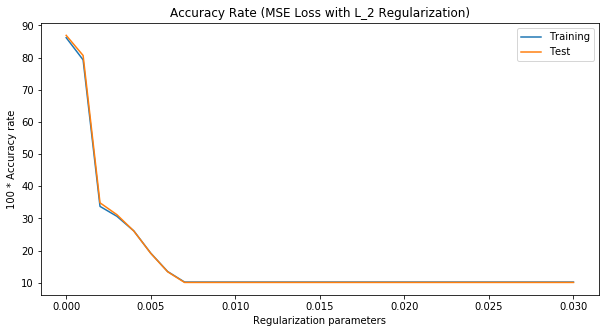 Accuracy Rate (MSE Loss with L_2 Regularization)
Training
Test
100 * Accuracy rate
90
80
70
60
50
40
30
20
10
0.000 0.005 0.010 0.015 0.020 0.025 0.030
Regularization parameters